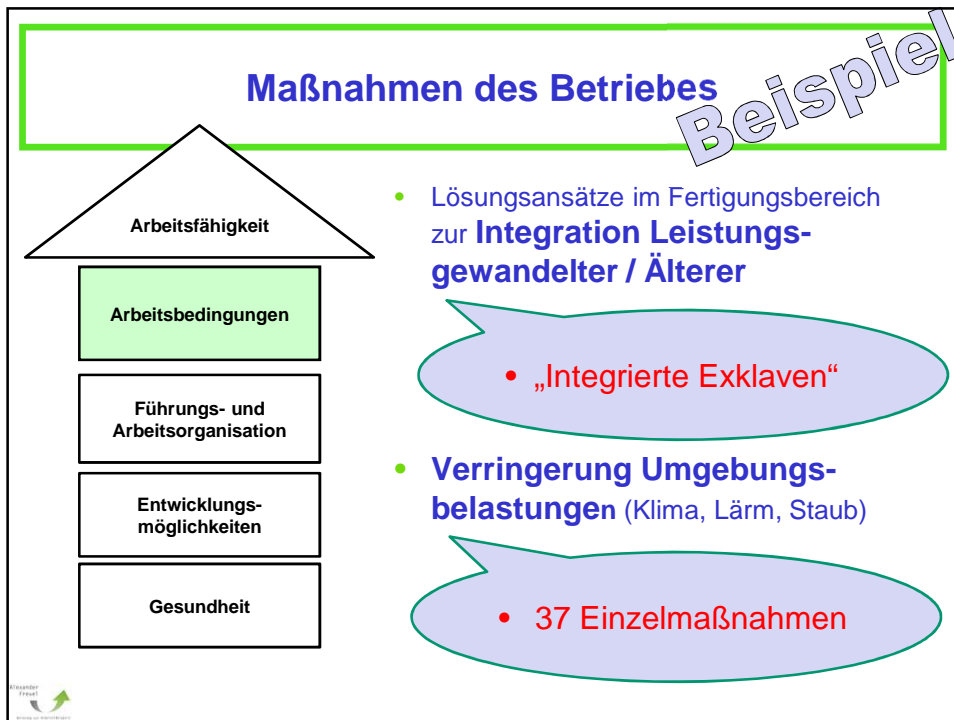 Maßnahmen des Betriebes
Beispiel
Arbeitsfähigkeit
Arbeitsbedingungen
Führungs- und
Arbeitsorganisation
Entwicklungs-
möglichkeiten
Gesundheit
• Lösungsansätze im Fertigungsbereich
zur Integration Leistungs-
gewandelter / Älterer
• „Integrierte Exklaven“
• Verringerung Umgebungs-
belastungen (Klima, Lärm, Staub)
• 37 Einzelmaßnahmen
Alexander
Frevel